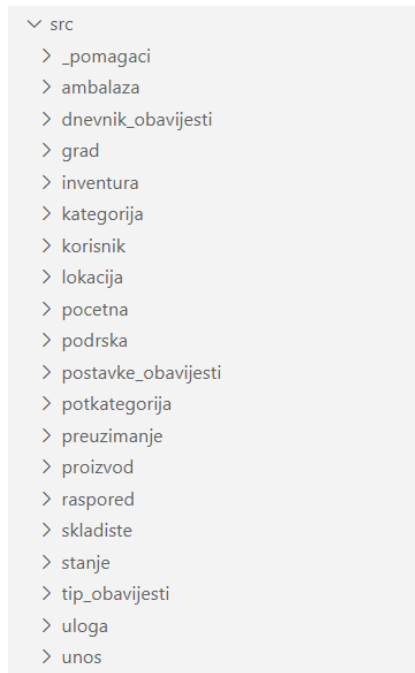 src
_pomagaci
ambalaza
dnevnik_obavijesti
grad
inventura
kategorija
korisnik
lokacija
pocetna
podrska
postavke_obavijesti
potkategorija
preuzimanje
proizvod
raspored
skladiste
stanje
tip_obavijesti
uloga
unos